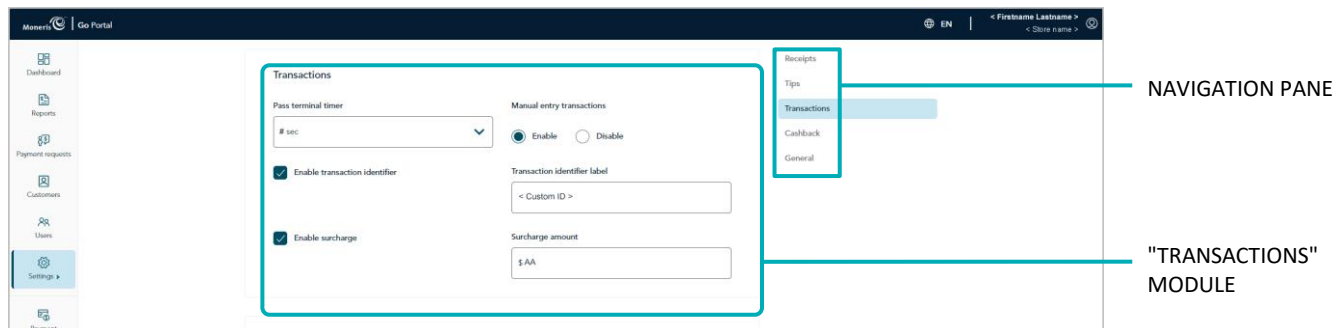 Moneris Go Portal
EN
< Firstname Lastname >
< Store name >
Dashboard
Reports
Payment requests
Customers
Users
Settings
Payment
Transactions
Pass terminal timer
# sec
Manual entry transactions
Enable
Disable
Enable transaction identifier
Transaction identifier label
< Custom ID >
Enable surcharge
Surcharge amount
$ AA
Receipts
Tips
Transactions
Cashback
General
NAVIGATION PANE
"TRANSACTIONS"
MODULE